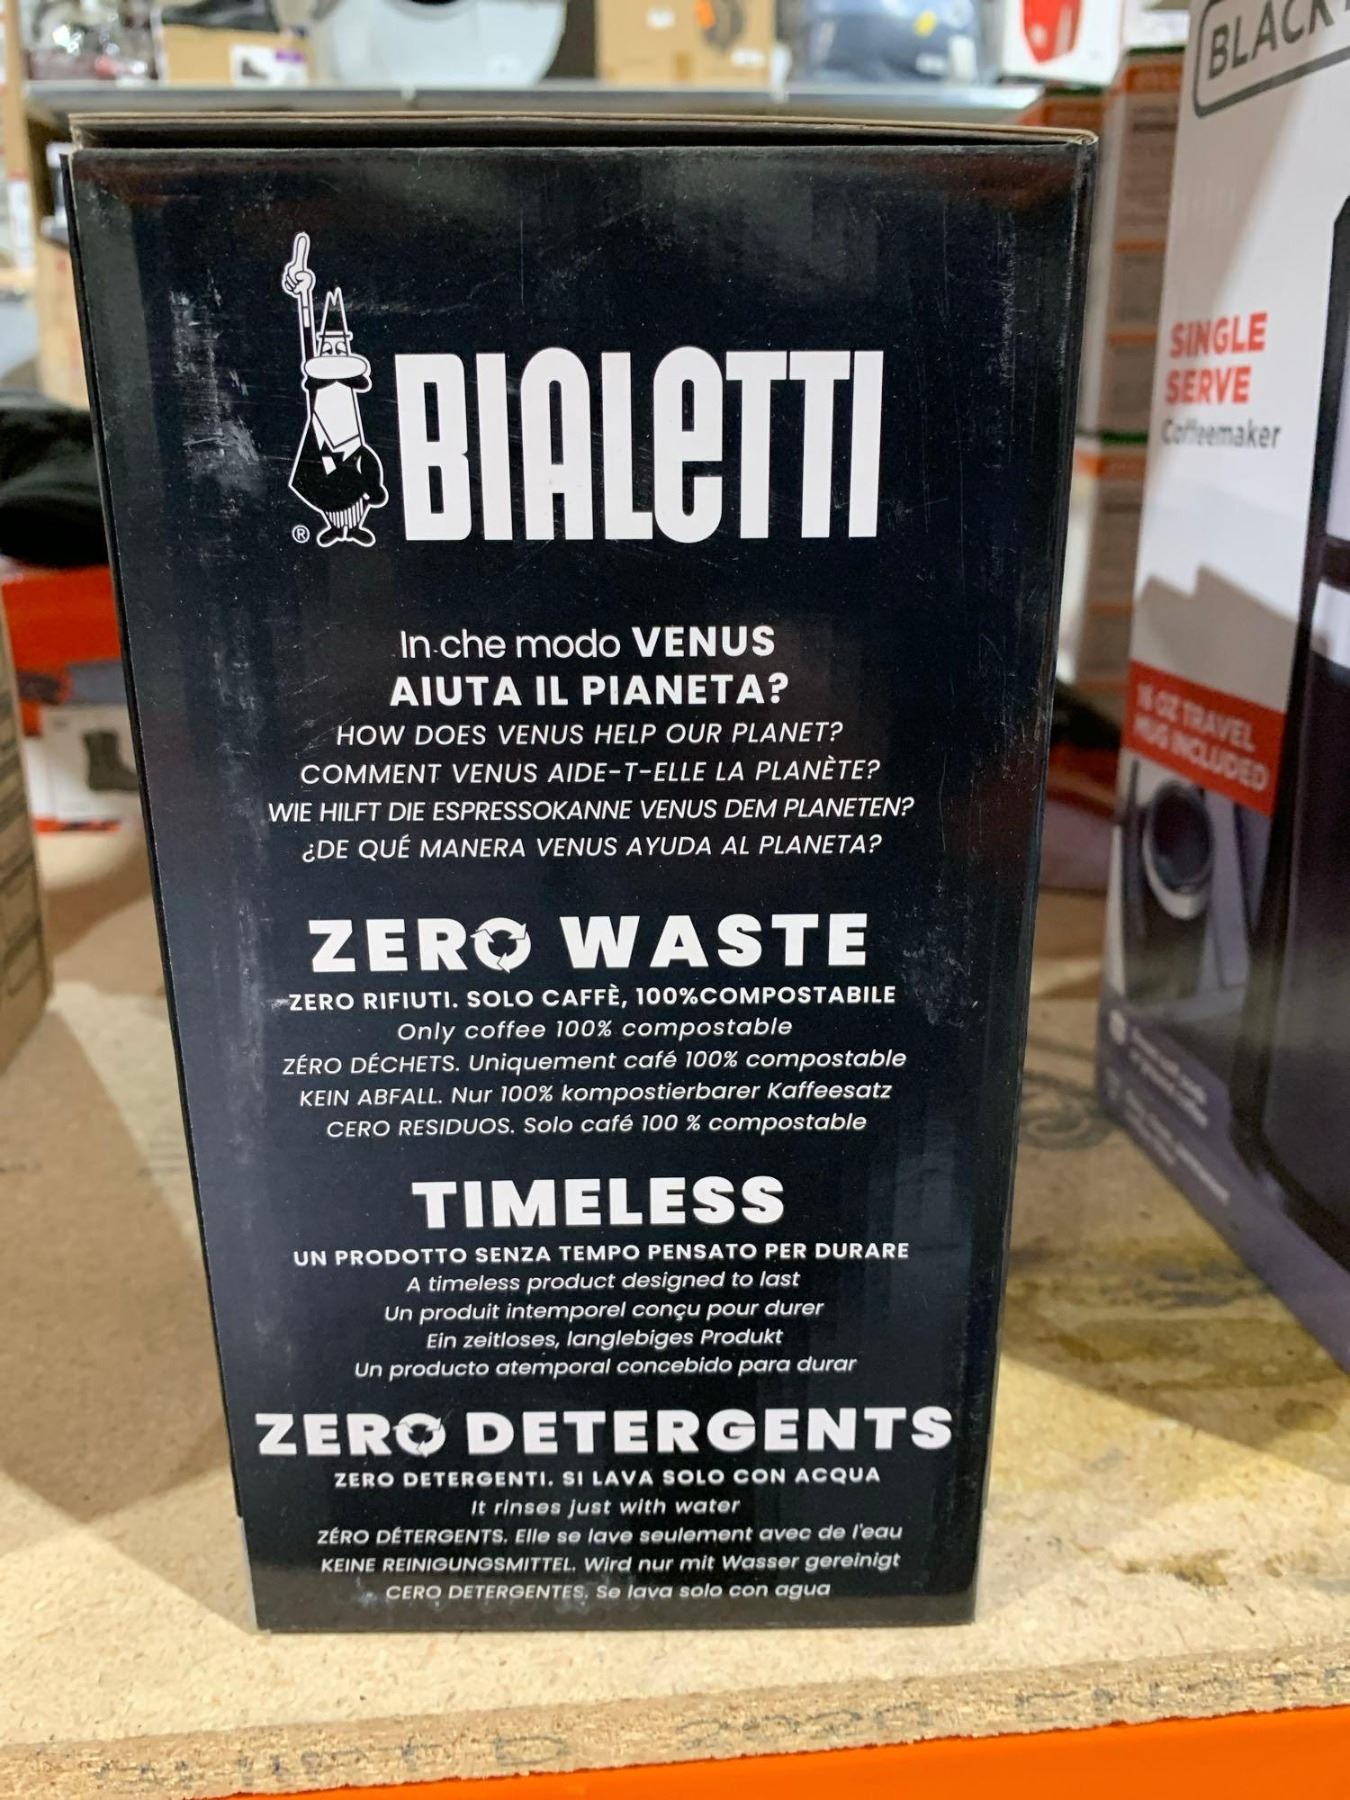 BIALETTI
®
In che modo VENUS
AIUTA IL PIANETA?
HOW DOES VENUS HELP OUR PLANET?
COMMENT VENUS AIDE-T-ELLE LA PLANÈTE?
WIE HILFT DIE ESPRESSOKANNE VENUS DEM PLANETEN?
¿DE QUÉ MANERA VENUS AYUDA AL PLANETA?
ZERO WASTE
ZERO RIFIUTI. SOLO CAFFÈ, 100%COMPOSTABILE
Only coffee 100% compostable
ZÉRO DÉCHETS. Uniquement café 100% compostable
KEIN ABFALL. Nur 100% kompostierbarer Kaffeesatz
CERO RESIDUOS. Solo café 100 % compostable
TIMELESS
UN PRODOTTO SENZA TEMPO PENSATO PER DURARE
A timeless product designed to last
Un produit intemporel conçu pour durer
Ein zeitloses, langlebiges Produkt
Un producto atemporal concebido para durar
ZERO DETERGENTS
ZERO DETERGENTI. SI LAVA SOLO CON ACQUA
It rinses just with water
ZÉRO DÉTERGENTS. Elle se lave seulement avec de l'eau
KEINE REINIGUNGSMITTEL. Wird nur mit Wasser gereinigt
CERO DETERGENTES. Se lava solo con agua
BLACK
SINGLE
SERVE
Coffeemaker
16 OZ TRAVEL
MUG INCLUDED